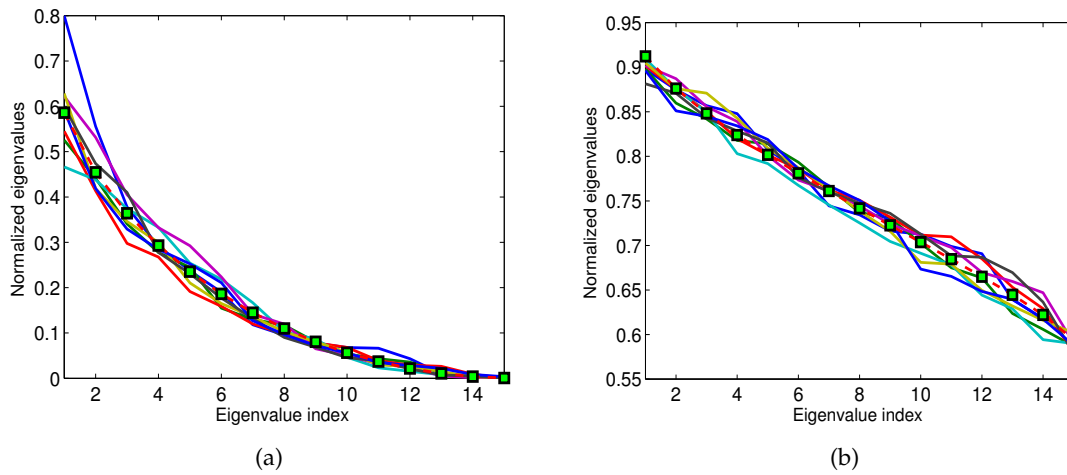 0.8
0.7
0.6
0.5
0.4
0.3
0.2
0.1
0
Normalized eigenvalues
2 4 6 8 10 12 14
Eigenvalue index
(a)
0.95
0.9
0.85
0.8
0.75
0.7
0.65
0.6
0.55
Normalized eigenvalues
2 4 6 8 10 12 14
Eigenvalue index
(b)